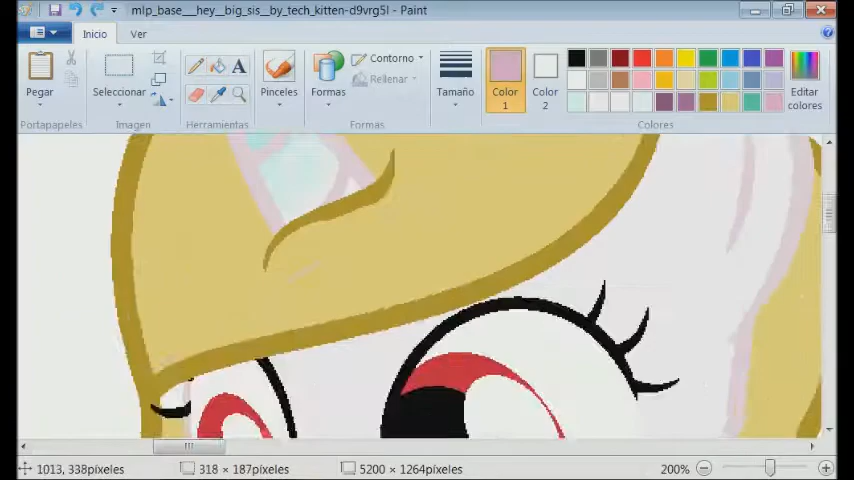 mlp_base___hey__big_sis__by_tech_kitten-d9vrg5l - Paint
Inicio Ver
Pegar
Seleccionar
A
Pinceles
Formas
Contorno
Rellenar
Tamaño
Color 1
Color 2
Editar colores
Portapapeles Imagen Herramientas Formas Colores
1013, 338píxeles 318 × 187píxeles 5200 × 1264píxeles 200%